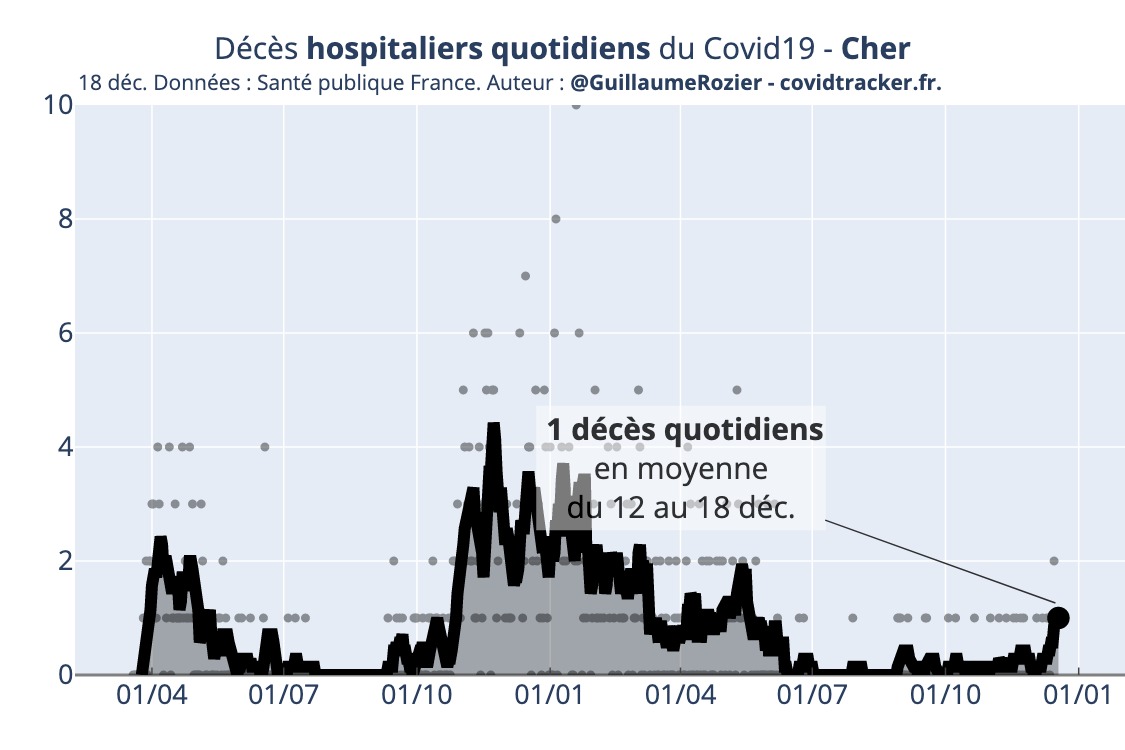 Décès hospitaliers quotidiens du Covid19 - Cher
18 déc. Données : Santé publique France. Auteur : @GuillaumeRozier - covidtracker.fr.
10
8
6
4
2
0
1 décès quotidiens
en moyenne
du 12 au 18 déc.
01/04 01/07 01/10 01/01 01/04 01/07 01/10 01/01